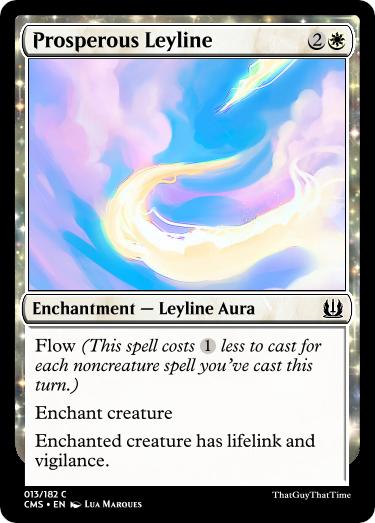 Prosperous Leyline 2
Enchantment — Leyline Aura
Flow (This spell costs 1 less to cast for
each noncreature spell you've cast this
turn.)
Enchant creature
Enchanted creature has lifelink and
vigilance.
013/182 C
CMS • EN Lua Marques
ThatGuyThatTime